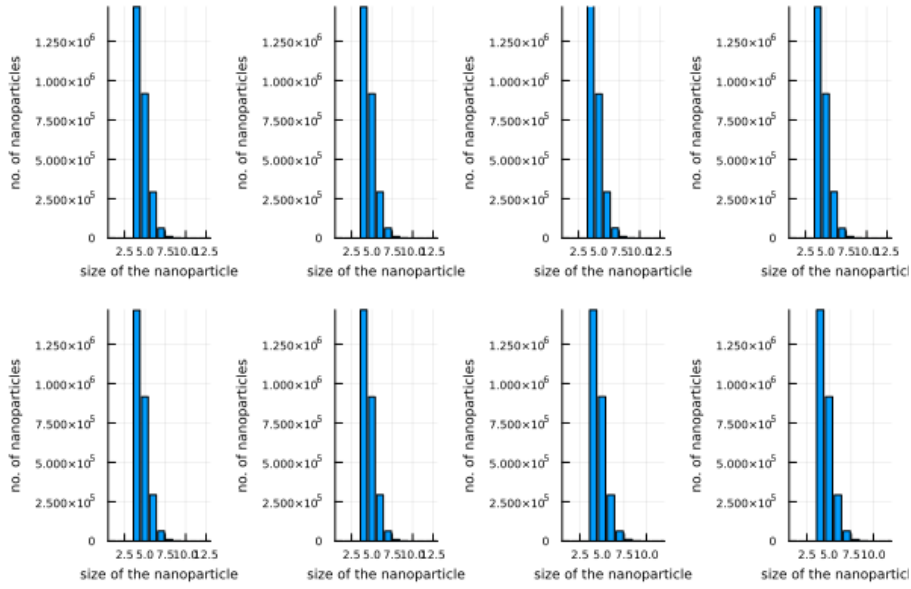 no. of nanoparticles
1.250×10⁶
1.000×10⁶
7.500×10⁵
5.000×10⁵
2.500×10⁵
0
2.5 5.0 7.5 10.0 12.5
size of the nanoparticle
no. of nanoparticles
1.250×10⁶
1.000×10⁶
7.500×10⁵
5.000×10⁵
2.500×10⁵
0
2.5 5.0 7.5 10.0 12.5
size of the nanoparticle
no. of nanoparticles
1.250×10⁶
1.000×10⁶
7.500×10⁵
5.000×10⁵
2.500×10⁵
0
2.5 5.0 7.5 10.0 12.5
size of the nanoparticle
no. of nanoparticles
1.250×10⁶
1.000×10⁶
7.500×10⁵
5.000×10⁵
2.500×10⁵
0
2.5 5.0 7.5 10.0 12.5
size of the nanoparticl
no. of nanoparticles
1.250×10⁶
1.000×10⁶
7.500×10⁵
5.000×10⁵
2.500×10⁵
0
2.5 5.0 7.5 10.0 12.5
size of the nanoparticle
no. of nanoparticles
1.250×10⁶
1.000×10⁶
7.500×10⁵
5.000×10⁵
2.500×10⁵
0
2.5 5.0 7.5 10.0 12.5
size of the nanoparticle
no. of nanoparticles
1.250×10⁶
1.000×10⁶
7.500×10⁵
5.000×10⁵
2.500×10⁵
0
2.5 5.0 7.5 10.0
size of the nanoparticle
no. of nanoparticles
1.250×10⁶
1.000×10⁶
7.500×10⁵
5.000×10⁵
2.500×10⁵
0
2.5 5.0 7.5 10.0
size of the nanoparticl